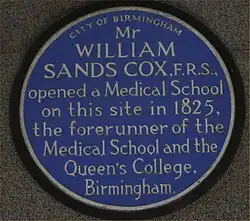 CITY OF BIRMINGHAM
Mr
WILLIAM
SANDS COX, F.R.S.,
opened a Medical School
on this site in 1825,
the forerunner of the
Medical School and the
Queen's College,
Birmingham.